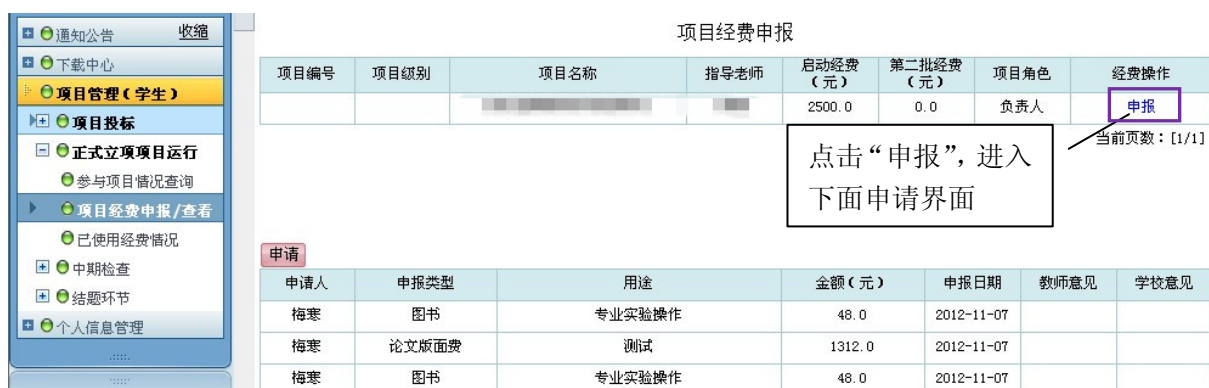 通知公告 收缩
下载中心
项目管理(学生)
项目投标
正式立项项目运行
参与项目情况查询
项目经费申报/查看
已使用经费情况
中期检查
结题环节
个人信息管理
项目经费申报
项目编号 项目级别 项目名称 指导老师 启动经费(元) 第二批经费(元) 项目角色 经费操作
2500.0 0.0 负责人 申报
当前页数：[1/1]
点击“申报”，进入
下面申请界面
申请
申请人 申报类型 用途 金额(元) 申报日期 教师意见 学校意见
梅寒 图书 专业实验操作 48.0 2012-11-07
梅寒 论文版面费 测试 1312.0 2012-11-07
梅寒 图书 专业实验操作 48.0 2012-11-07